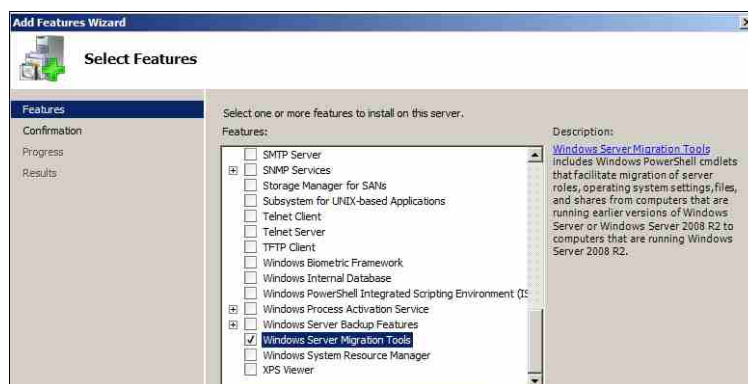 Add Features Wizard
Select Features
Features
Confirmation
Progress
Results
Select one or more features to install on this server.
Features:
SMTP Server
SNMP Services
Storage Manager for SANs
Subsystem for UNIX-based Applications
Telnet Client
Telnet Server
TFTP Client
Windows Biometric Framework
Windows Internal Database
Windows PowerShell Integrated Scripting Environment (IS
Windows Process Activation Service
Windows Server Backup Features
Windows Server Migration Tools
Windows System Resource Manager
XPS Viewer
Description:
Windows Server Migration Tools
includes Windows PowerShell cmdlets
that facilitate migration of server
roles, operating system settings, files,
and shares from computers that are
running earlier versions of Windows
Server or Windows Server 2008 R2 to
computers that are running Windows
Server 2008 R2.